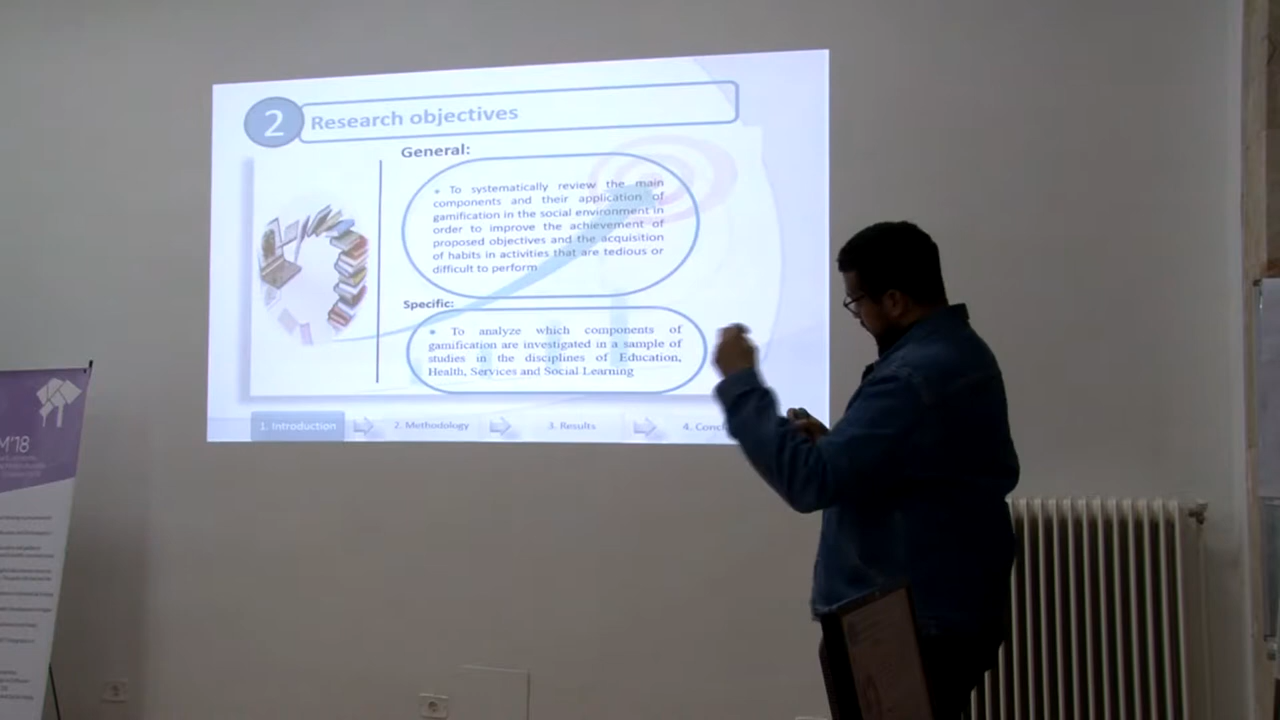 2
Research objectives
General:
• To systematically review the main
components and their application of
gamification in the social environment in
order to improve the achievement of
proposed objectives and the acquisition
of habits in activities that are tedious or
difficult to perform
Specific:
• To analyze which components of
gamification are investigated in a sample of
studies in the disciplines of Education,
Health, Services and Social Learning
1. Introduction
2. Methodology
3. Results
4. Conc
M'18